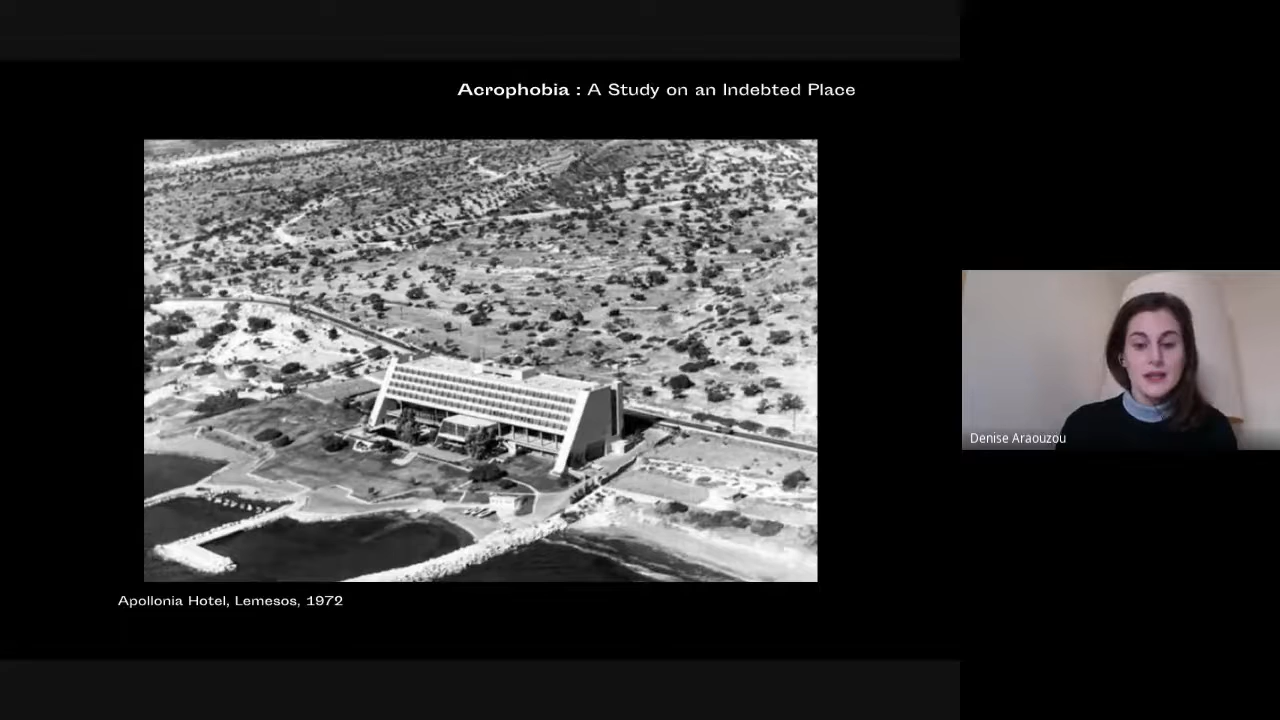 Acrophobia : A Study on an Indebted Place
Apollonia Hotel, Lemesos, 1972
Denise Araouzou